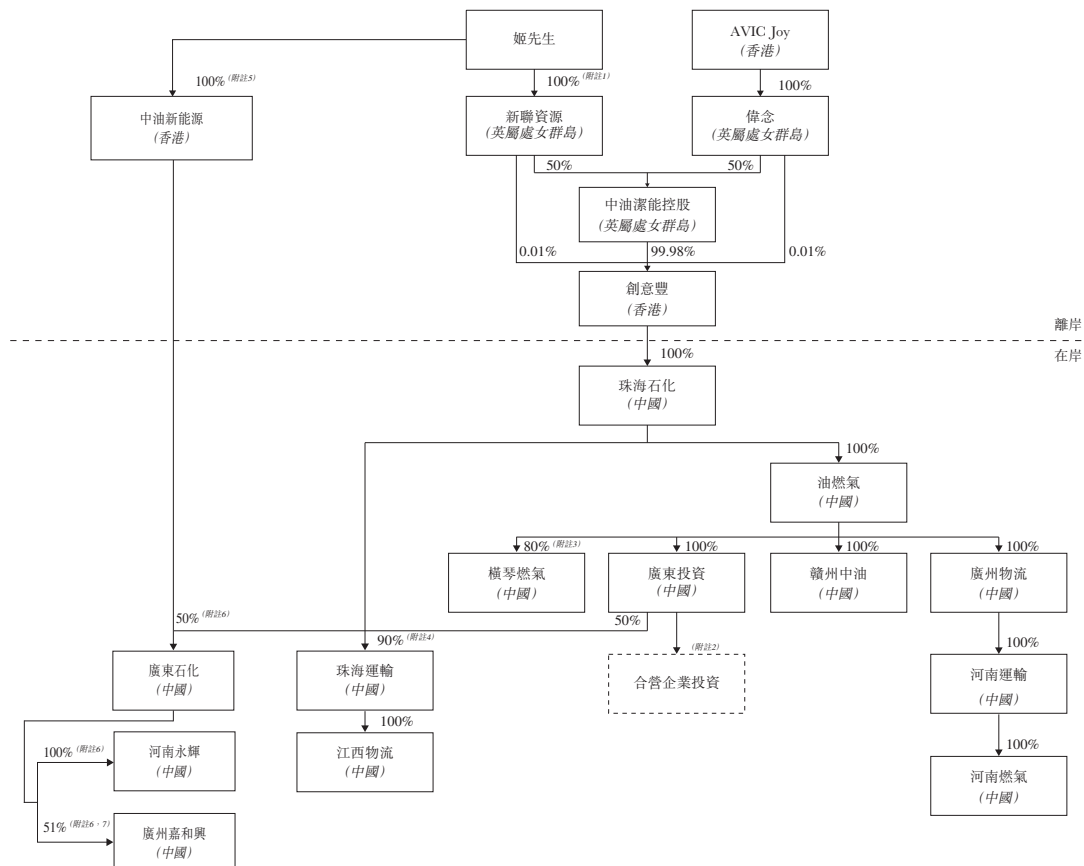 姬先生
AVIC Joy
(香港)
100% (附註5)
100% (附註1)
100%
中油新能源
(香港)
新聯資源
(英屬處女群島)
偉念
(英屬處女群島)
50%
50%
中油潔能控股
(英屬處女群島)
0.01%
99.98%
0.01%
創意豐
(香港)
離岸
在岸
100%
珠海石化
(中國)
100%
油燃氣
(中國)
80% (附註3)
100%
100%
100%
橫琴燃氣
(中國)
廣東投資
(中國)
贛州中油
(中國)
廣州物流
(中國)
50% (附註6)
50%
90% (附註4)
(附註2)
100%
廣東石化
(中國)
珠海運輸
(中國)
合營企業投資
河南運輸
(中國)
100%
100%
100% (附註6)
河南永輝
(中國)
江西物流
(中國)
河南燃氣
(中國)
51% (附註6、7)
廣州嘉和興
(中國)